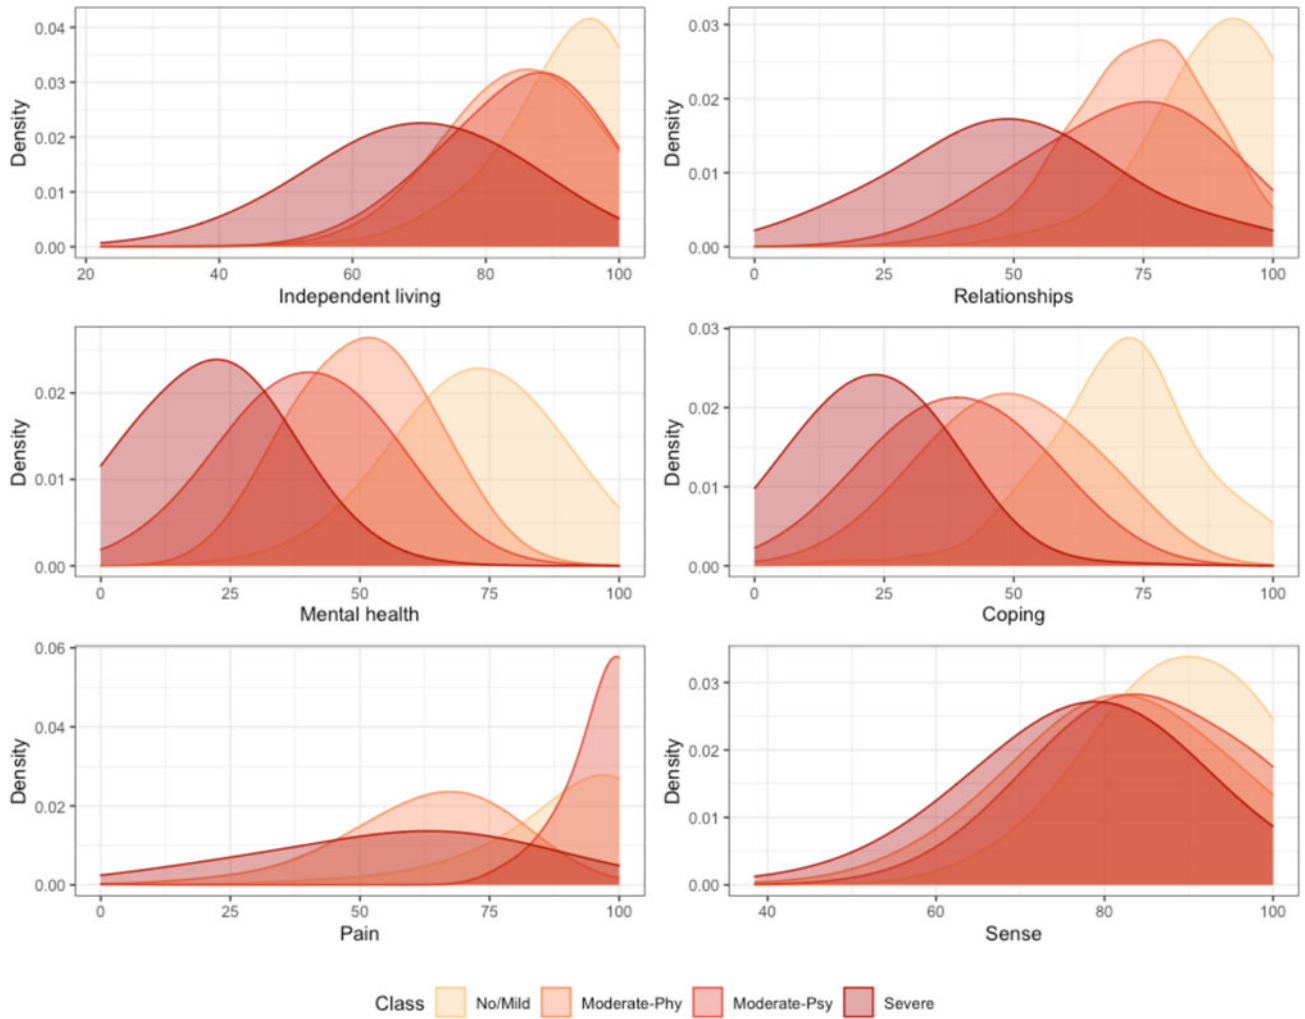 0.04
0.03
0.02
0.01
0.00
Density
20 40 60 80 100
Independent living
0.03
0.02
0.01
0.00
Density
0 25 50 75 100
Relationships
0.02
0.01
0.00
Density
0 25 50 75 100
Mental health
0.03
0.02
0.01
0.00
Density
0 25 50 75 100
Coping
0.06
0.04
0.02
0.00
Density
0 25 50 75 100
Pain
0.03
0.02
0.01
0.00
Density
40 60 80 100
Sense
Class No/Mild Moderate-Phy Moderate-Psy Severe